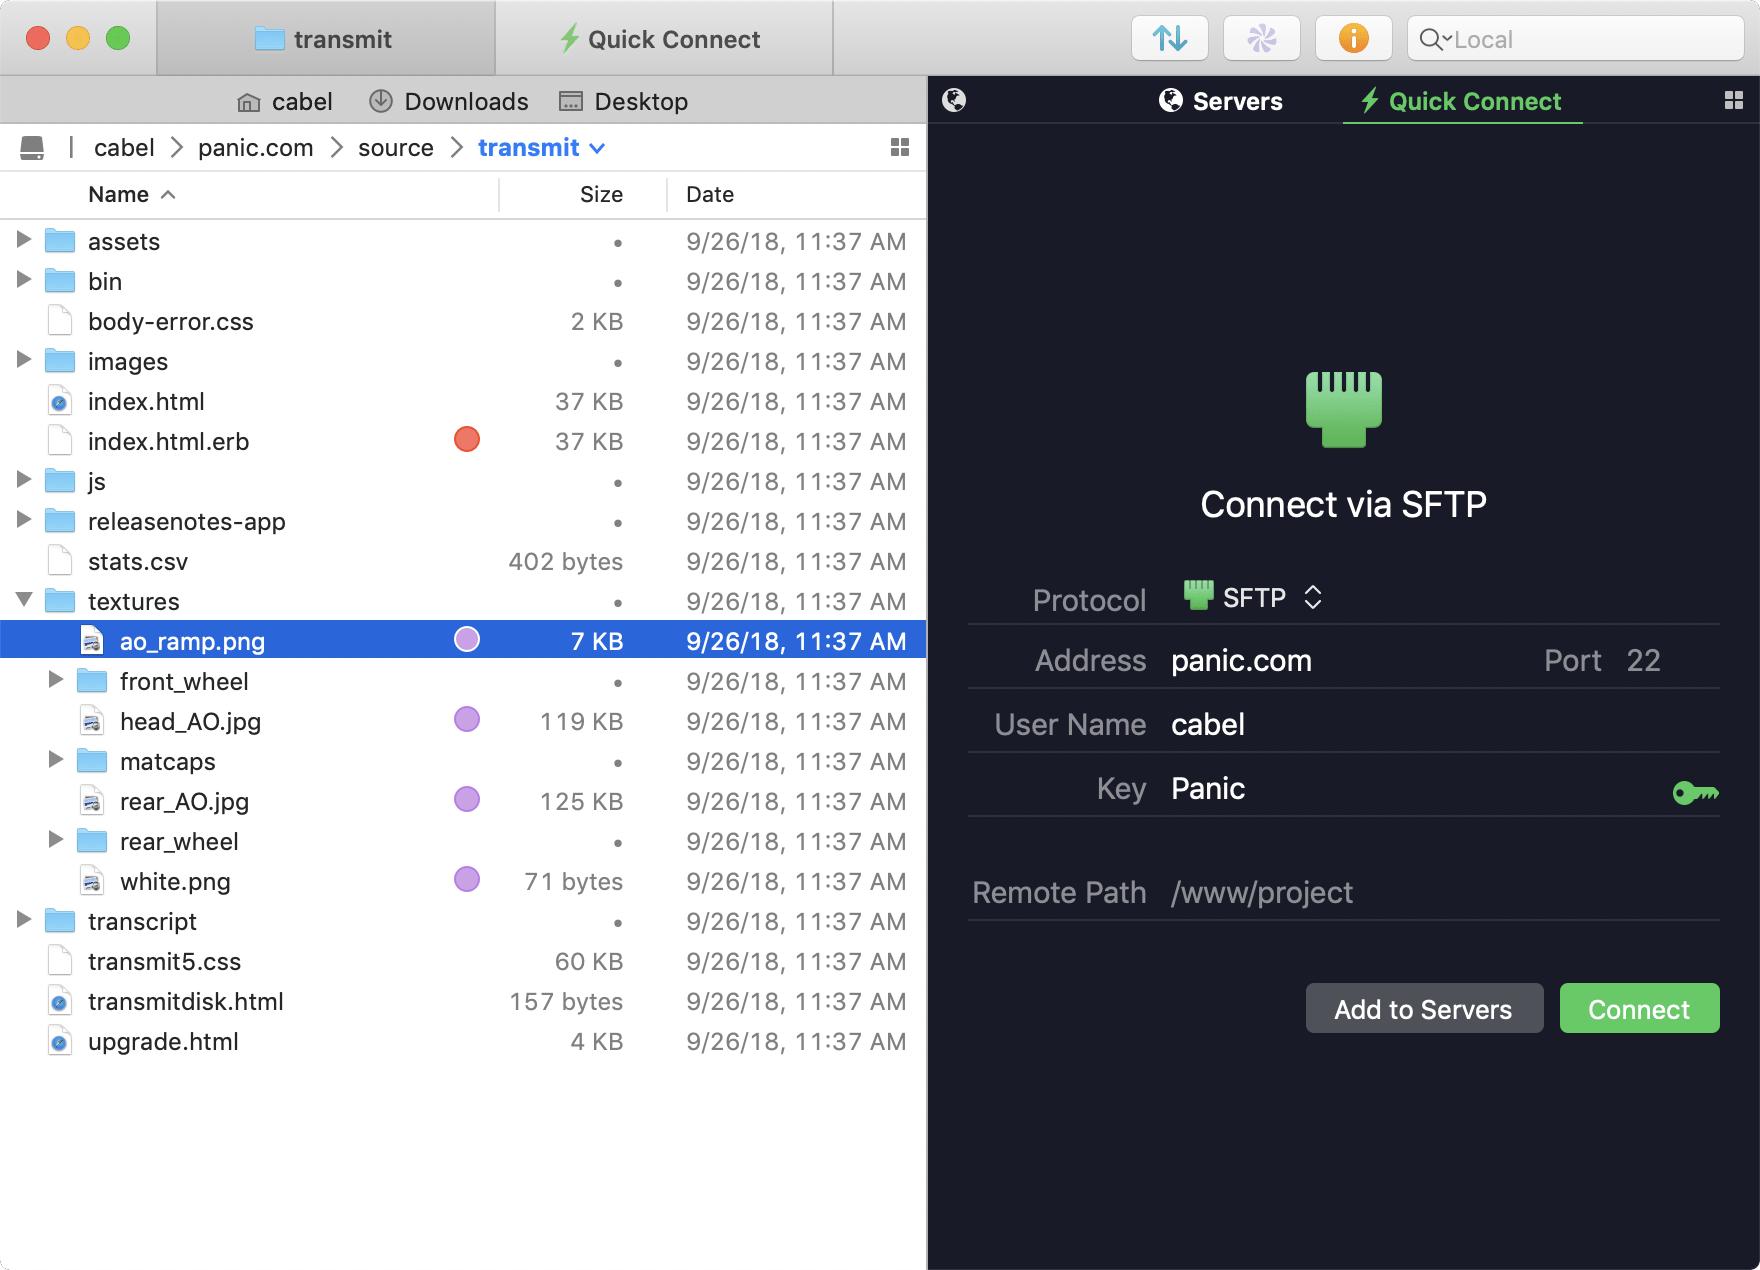 transmit
Quick Connect
Local
cabel Downloads Desktop
Servers
Quick Connect
cabel panic.com source transmit
Name Size Date
assets • 9/26/18, 11:37 AM
bin • 9/26/18, 11:37 AM
body-error.css 2 KB 9/26/18, 11:37 AM
images • 9/26/18, 11:37 AM
index.html 37 KB 9/26/18, 11:37 AM
index.html.erb 37 KB 9/26/18, 11:37 AM
js • 9/26/18, 11:37 AM
releasenotes-app • 9/26/18, 11:37 AM
stats.csv 402 bytes 9/26/18, 11:37 AM
textures • 9/26/18, 11:37 AM
ao_ramp.png 7 KB 9/26/18, 11:37 AM
front_wheel • 9/26/18, 11:37 AM
head_AO.jpg 119 KB 9/26/18, 11:37 AM
matcaps • 9/26/18, 11:37 AM
rear_AO.jpg 125 KB 9/26/18, 11:37 AM
rear_wheel • 9/26/18, 11:37 AM
white.png 71 bytes 9/26/18, 11:37 AM
transcript • 9/26/18, 11:37 AM
transmit5.css 60 KB 9/26/18, 11:37 AM
transmitdisk.html 157 bytes 9/26/18, 11:37 AM
upgrade.html 4 KB 9/26/18, 11:37 AM
Connect via SFTP
Protocol SFTP
Address panic.com Port 22
User Name cabel
Key Panic
Remote Path /www/project
Add to Servers Connect